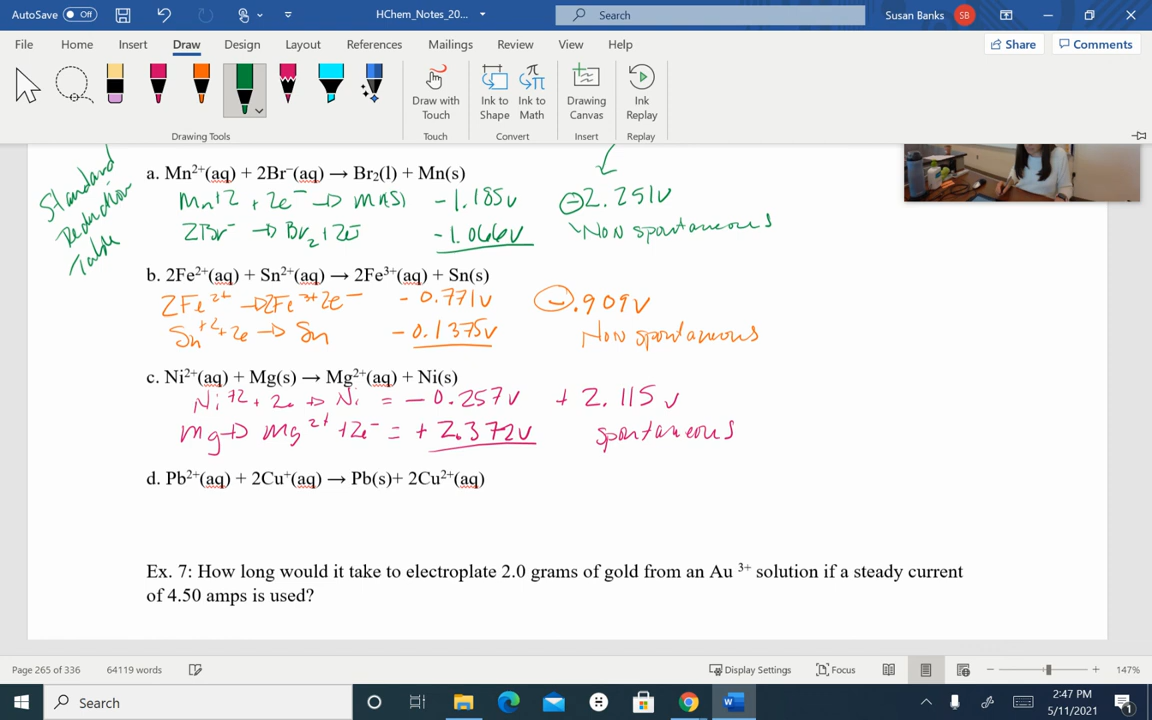 AutoSave Off HChem_Notes_20... Search Susan Banks SB
File Home Insert Draw Design Layout References Mailings Review View Help Share Comments
Draw with Touch Ink to Shape Ink to Math Drawing Canvas Ink Replay
Drawing Tools Touch Convert Insert Replay
Standard
Reduction
Table
a. Mn²⁺(aq) + 2Br⁻(aq) → Br₂(l) + Mn(s)
Mn+2 + 2e⁻ → Mn(s) -1.185v -2.251v
2Br⁻ → Br₂ + 2e⁻ -1.066v Non spontaneous
b. 2Fe²⁺(aq) + Sn²⁺(aq) → 2Fe³⁺(aq) + Sn(s)
2Fe²⁺ → 2Fe³⁺ 2e⁻ -0.771v -.909v
Sn⁺² + 2e → Sn -0.1375v Non spontaneous
c. Ni²⁺(aq) + Mg(s) → Mg²⁺(aq) + Ni(s)
Ni⁺² + 2e → Ni = -0.257v + 2.115v
Mg → Mg²⁺ + 2e⁻ = + 2.372v spontaneous
d. Pb²⁺(aq) + 2Cu⁺(aq) → Pb(s)+ 2Cu²⁺(aq)
Ex. 7: How long would it take to electroplate 2.0 grams of gold from an Au ³⁺ solution if a steady current
of 4.50 amps is used?
Page 265 of 336 64119 words Display Settings Focus 147%
Search 2:47 PM
5/11/2021 1